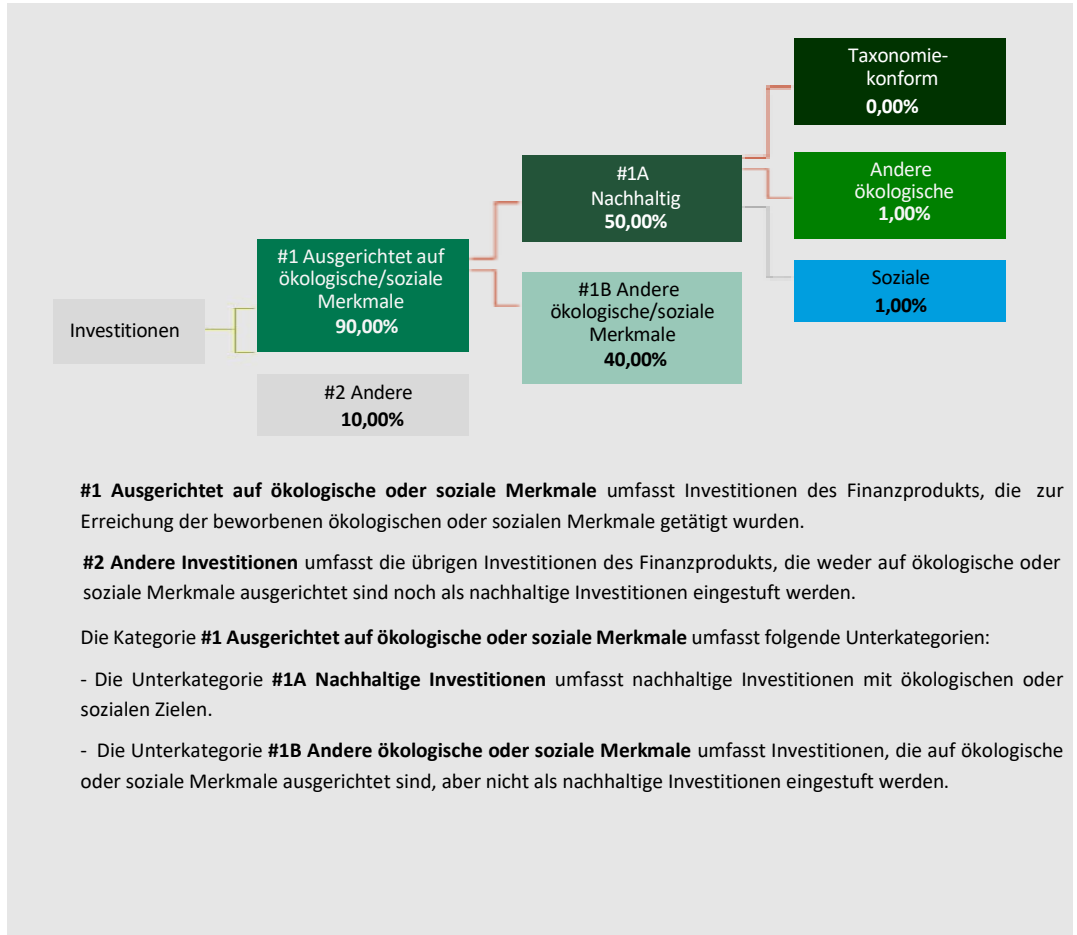 Taxonomie-
konform
0,00%
#1A
Nachhaltig
50,00%
Andere
ökologische
1,00%
#1 Ausgerichtet auf
ökologische/soziale
Merkmale
90,00%
Soziale
1,00%
#1B Andere
ökologische/soziale
Merkmale
40,00%
Investitionen
#2 Andere
10,00%
#1 Ausgerichtet auf ökologische oder soziale Merkmale umfasst Investitionen des Finanzprodukts, die zur
Erreichung der beworbenen ökologischen oder sozialen Merkmale getätigt wurden.
#2 Andere Investitionen umfasst die übrigen Investitionen des Finanzprodukts, die weder auf ökologische oder
soziale Merkmale ausgerichtet sind noch als nachhaltige Investitionen eingestuft werden.
Die Kategorie #1 Ausgerichtet auf ökologische oder soziale Merkmale umfasst folgende Unterkategorien:
- Die Unterkategorie #1A Nachhaltige Investitionen umfasst nachhaltige Investitionen mit ökologischen oder
sozialen Zielen.
- Die Unterkategorie #1B Andere ökologische oder soziale Merkmale umfasst Investitionen, die auf ökologische
oder soziale Merkmale ausgerichtet sind, aber nicht als nachhaltige Investitionen eingestuft werden.